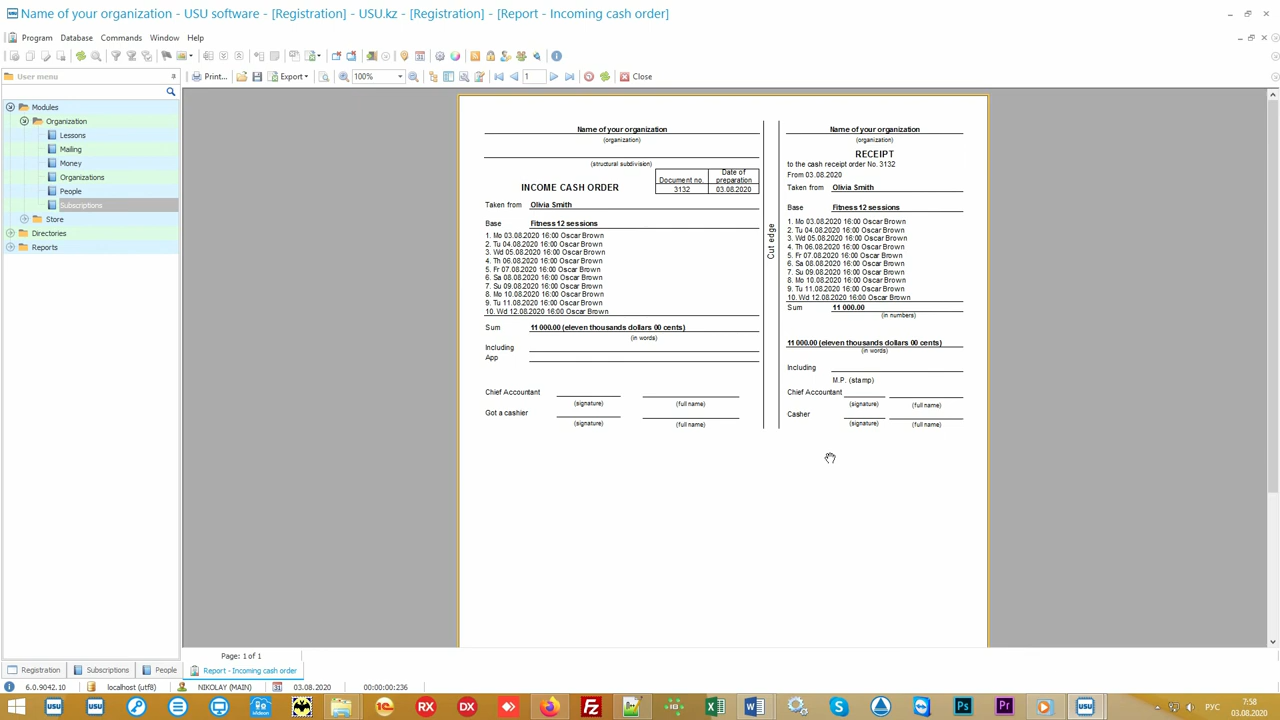 Name of your organization - USU software - [Registration] - USU.kz - [Registration] - [Report - Incoming cash order]
Program Database Commands Window Help
User menu
Print... Export 100% 1 Close
Modules
Organization
Lessons
Mailing
Money
Organizations
People
Subscriptions
Store
Directories
Reports
Name of your organization
(organization)
(structural subdivision)
INCOME CASH ORDER
Document no. Date of preparation
3132 03.08.2020
Taken from Olivia Smith
Base Fitness 12 sessions
1. Mo 03.08.2020 16:00 Oscar Brown
2. Tu 04.08.2020 16:00 Oscar Brown
3. Wd 05.08.2020 16:00 Oscar Brown
4. Th 06.08.2020 16:00 Oscar Brown
5. Fr 07.08.2020 16:00 Oscar Brown
6. Sa 08.08.2020 16:00 Oscar Brown
7. Su 09.08.2020 16:00 Oscar Brown
8. Mo 10.08.2020 16:00 Oscar Brown
9. Tu 11.08.2020 16:00 Oscar Brown
10. Wd 12.08.2020 16:00 Oscar Brown
Sum 11 000.00 (eleven thousands dollars 00 cents)
(in words)
Including
App
Chief Accountant
(signature) (full name)
Got a cashier
(signature) (full name)
Cut edge
Name of your organization
(organization)
RECEIPT
to the cash receipt order No. 3132
From 03.08.2020
Taken from Olivia Smith
Base Fitness 12 sessions
1. Mo 03.08.2020 16:00 Oscar Brown
2. Tu 04.08.2020 16:00 Oscar Brown
3. Wd 05.08.2020 16:00 Oscar Brown
4. Th 06.08.2020 16:00 Oscar Brown
5. Fr 07.08.2020 16:00 Oscar Brown
6. Sa 08.08.2020 16:00 Oscar Brown
7. Su 09.08.2020 16:00 Oscar Brown
8. Mo 10.08.2020 16:00 Oscar Brown
9. Tu 11.08.2020 16:00 Oscar Brown
10. Wd 12.08.2020 16:00 Oscar Brown
Sum 11 000.00
(in numbers)
11 000.00 (eleven thousands dollars 00 cents)
(in words)
Including
M.P. (stamp)
Chief Accountant
(signature) (full name)
Casher
(signature) (full name)
Page: 1 of 1
Registration Subscriptions People Report - Incoming cash order
6.0.9042.10 localhost (utf8) NIKOLAY (MAIN) 03.08.2020 00:00:00:236
USU USU ifideon 1C RX DX Fz S Ps Pr USU
РУС 7:58
03.08.2020